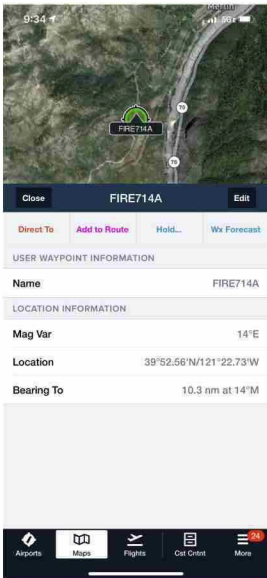 9:34
5G
Merlin
70
FIRE714A
70
Close FIRE714A Edit
Direct To Add to Route Hold... Wx Forecast
USER WAYPOINT INFORMATION
Name FIRE714A
LOCATION INFORMATION
Mag Var 14°E
Location 39°52.56'N/121°22.73'W
Bearing To 10.3 nm at 14°M
Airports Maps Flights Cst Cntnt More
24